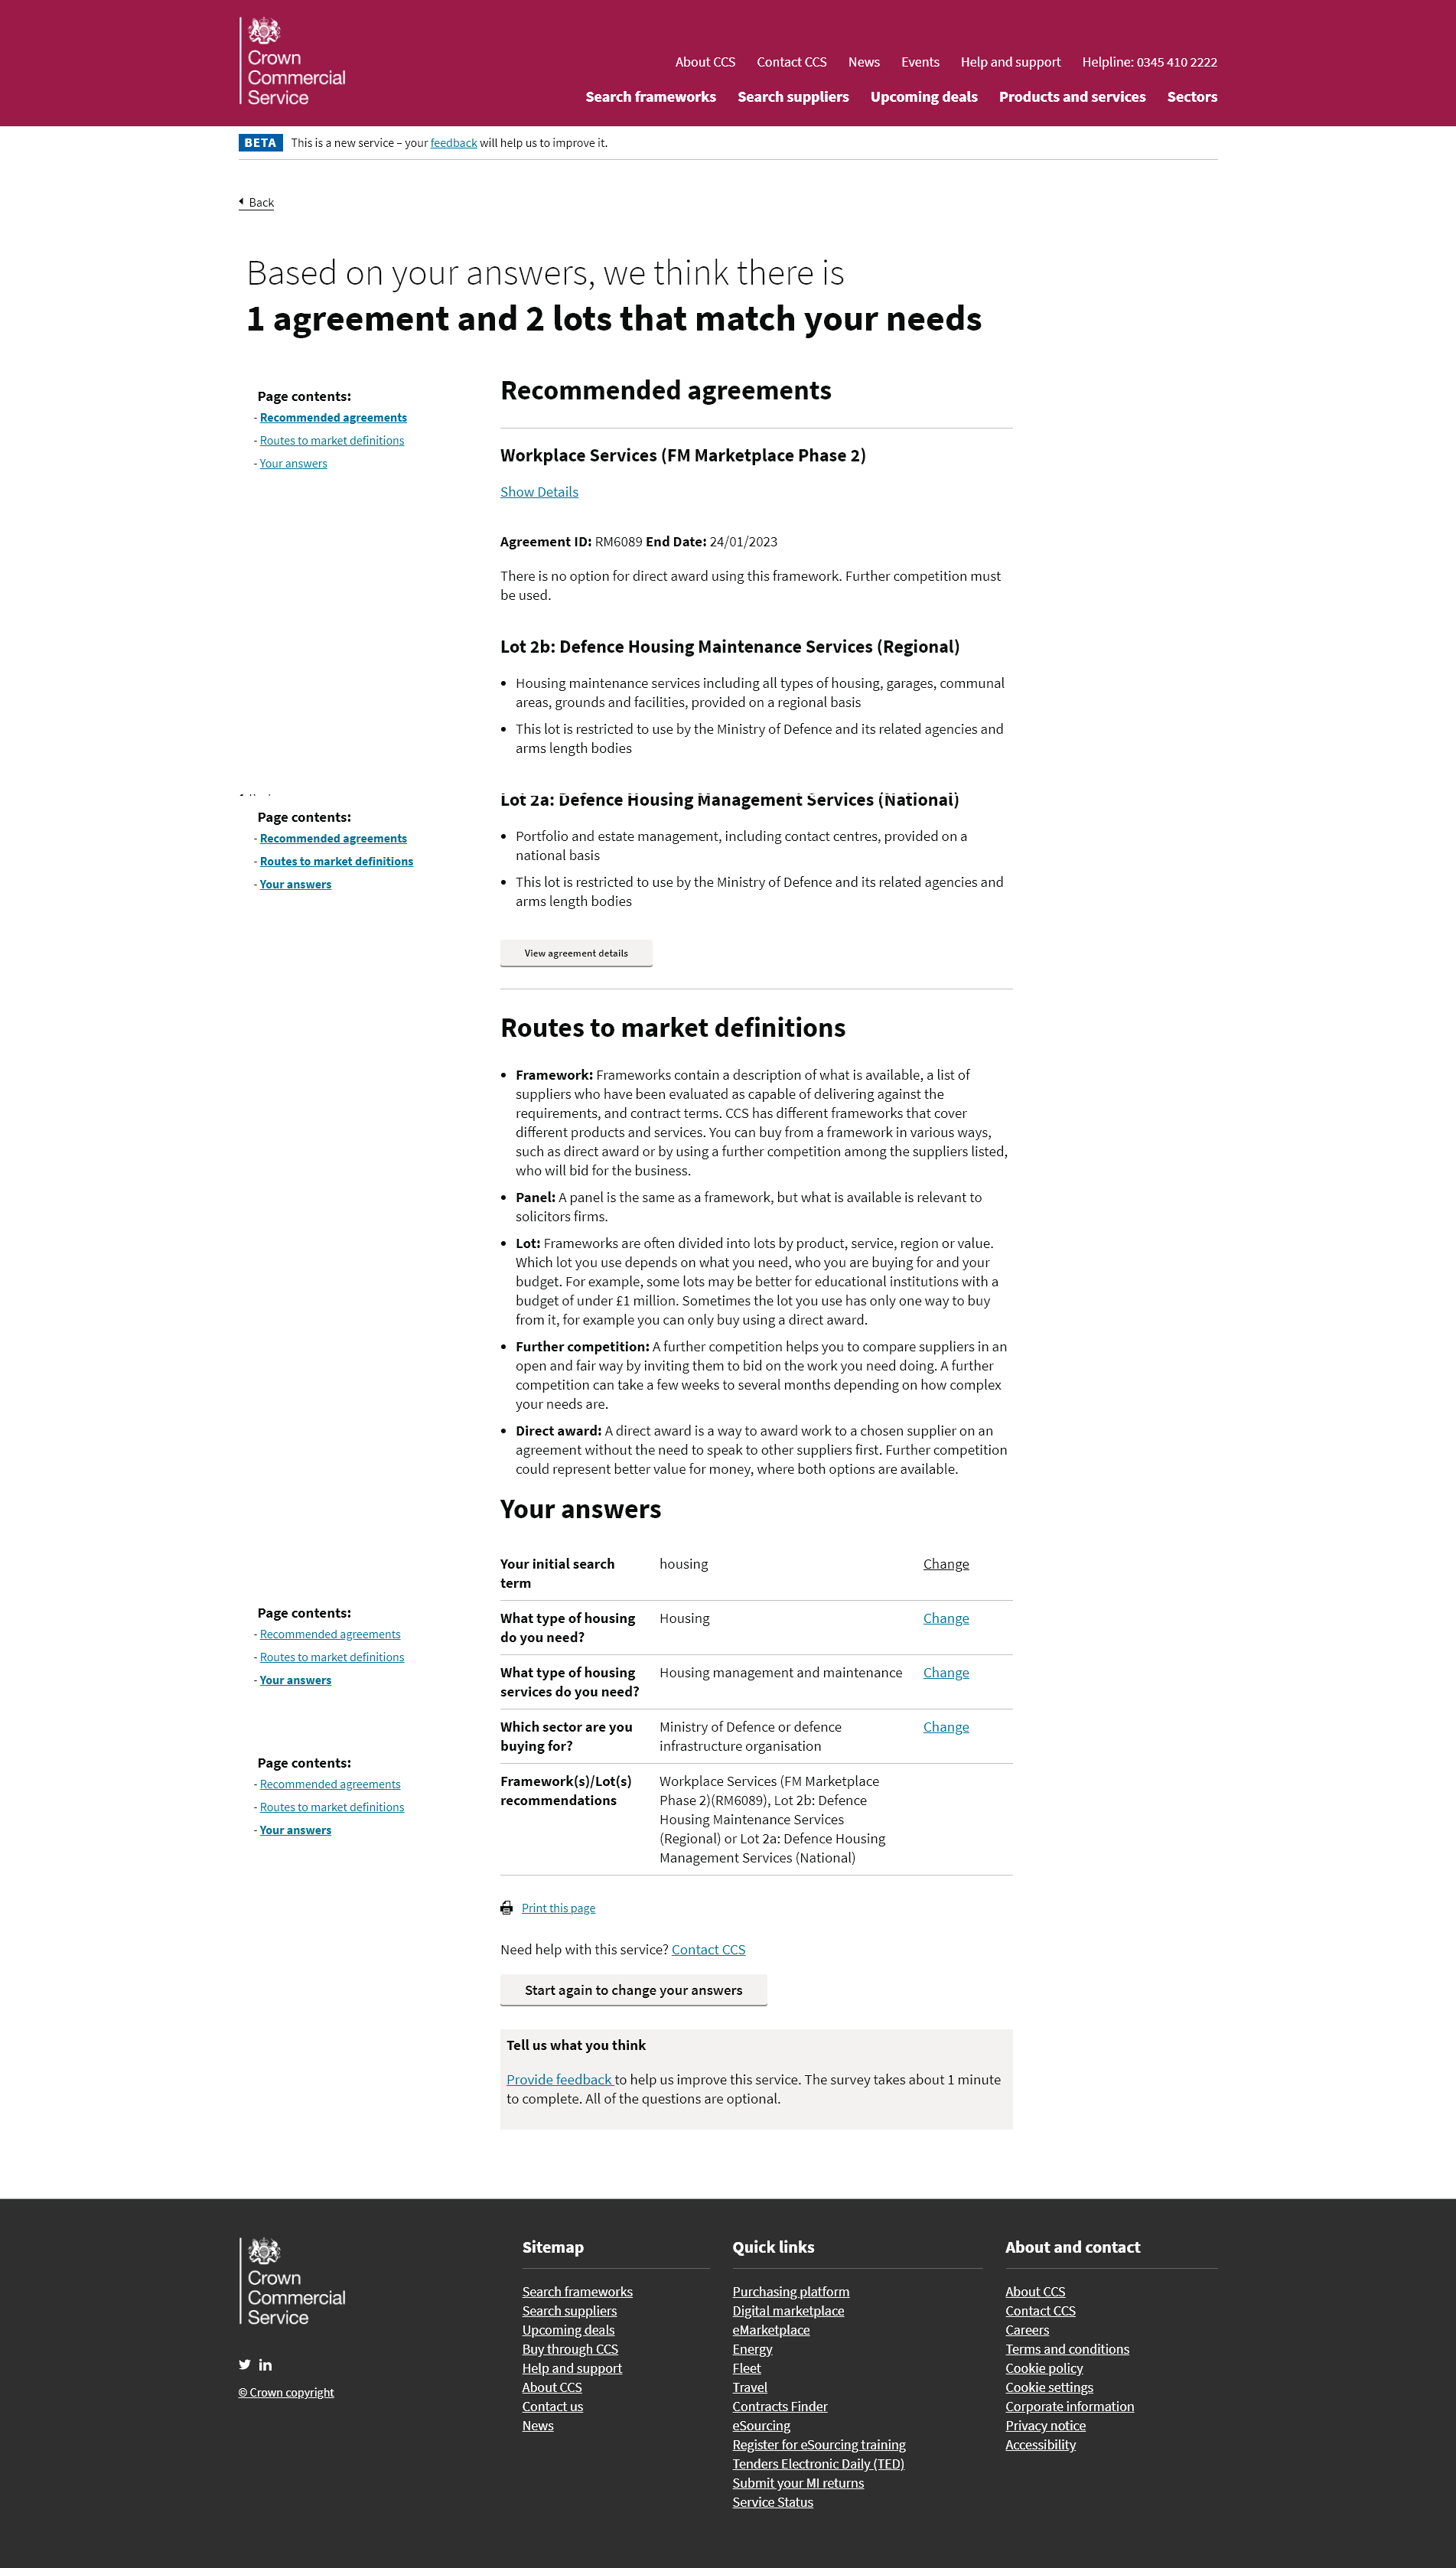 Crown
Commercial
Service
About CCS Contact CCS News Events Help and support Helpline: 0345 410 2222
Search frameworks Search suppliers Upcoming deals Products and services Sectors
BETA This is a new service – your feedback will help us to improve it.
Back
Based on your answers, we think there is
1 agreement and 2 lots that match your needs
Page contents:
- Recommended agreements
- Routes to market definitions
- Your answers
Recommended agreements
Workplace Services (FM Marketplace Phase 2)
Show Details
Agreement ID: RM6089 End Date: 24/01/2023
There is no option for direct award using this framework. Further competition must
be used.
Lot 2b: Defence Housing Maintenance Services (Regional)
• Housing maintenance services including all types of housing, garages, communal
areas, grounds and facilities, provided on a regional basis
• This lot is restricted to use by the Ministry of Defence and its related agencies and
arms length bodies
Lot 2a: Defence Housing Management Services (National)
Page contents:
- Recommended agreements
- Routes to market definitions
- Your answers
• Portfolio and estate management, including contact centres, provided on a
national basis
• This lot is restricted to use by the Ministry of Defence and its related agencies and
arms length bodies
View agreement details
Routes to market definitions
• Framework: Frameworks contain a description of what is available, a list of
suppliers who have been evaluated as capable of delivering against the
requirements, and contract terms. CCS has different frameworks that cover
different products and services. You can buy from a framework in various ways,
such as direct award or by using a further competition among the suppliers listed,
who will bid for the business.
• Panel: A panel is the same as a framework, but what is available is relevant to
solicitors firms.
• Lot: Frameworks are often divided into lots by product, service, region or value.
Which lot you use depends on what you need, who you are buying for and your
budget. For example, some lots may be better for educational institutions with a
budget of under £1 million. Sometimes the lot you use has only one way to buy
from it, for example you can only buy using a direct award.
• Further competition: A further competition helps you to compare suppliers in an
open and fair way by inviting them to bid on the work you need doing. A further
competition can take a few weeks to several months depending on how complex
your needs are.
• Direct award: A direct award is a way to award work to a chosen supplier on an
agreement without the need to speak to other suppliers first. Further competition
could represent better value for money, where both options are available.
Your answers
Your initial search
term
housing
Change
What type of housing
do you need?
Housing
Change
What type of housing
services do you need?
Housing management and maintenance
Change
Which sector are you
buying for?
Ministry of Defence or defence
infrastructure organisation
Change
Framework(s)/Lot(s)
recommendations
Workplace Services (FM Marketplace
Phase 2)(RM6089), Lot 2b: Defence
Housing Maintenance Services
(Regional) or Lot 2a: Defence Housing
Management Services (National)
Page contents:
- Recommended agreements
- Routes to market definitions
- Your answers
Page contents:
- Recommended agreements
- Routes to market definitions
- Your answers
Print this page
Need help with this service? Contact CCS
Start again to change your answers
Tell us what you think
Provide feedback to help us improve this service. The survey takes about 1 minute
to complete. All of the questions are optional.
Crown
Commercial
Service
© Crown copyright
Sitemap
Search frameworks
Search suppliers
Upcoming deals
Buy through CCS
Help and support
About CCS
Contact us
News
Quick links
Purchasing platform
Digital marketplace
eMarketplace
Energy
Fleet
Travel
Contracts Finder
eSourcing
Register for eSourcing training
Tenders Electronic Daily (TED)
Submit your MI returns
Service Status
About and contact
About CCS
Contact CCS
Careers
Terms and conditions
Cookie policy
Cookie settings
Corporate information
Privacy notice
Accessibility